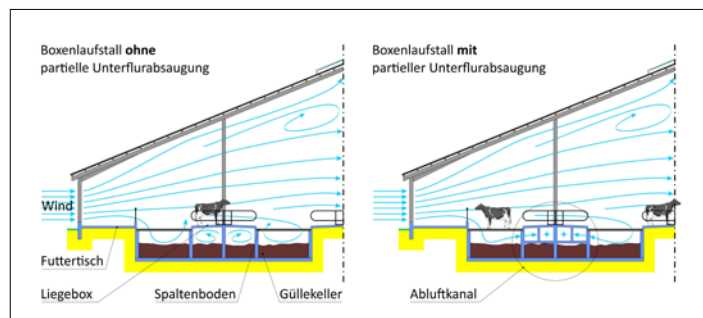 Boxenlaufstall ohne
partielle Unterflurabsaugung
Boxenlaufstall mit
partieller Unterflurabsaugung
Wind
Futtertisch
Liegebox
Spaltenboden
Güllekeller
Abluftkanal